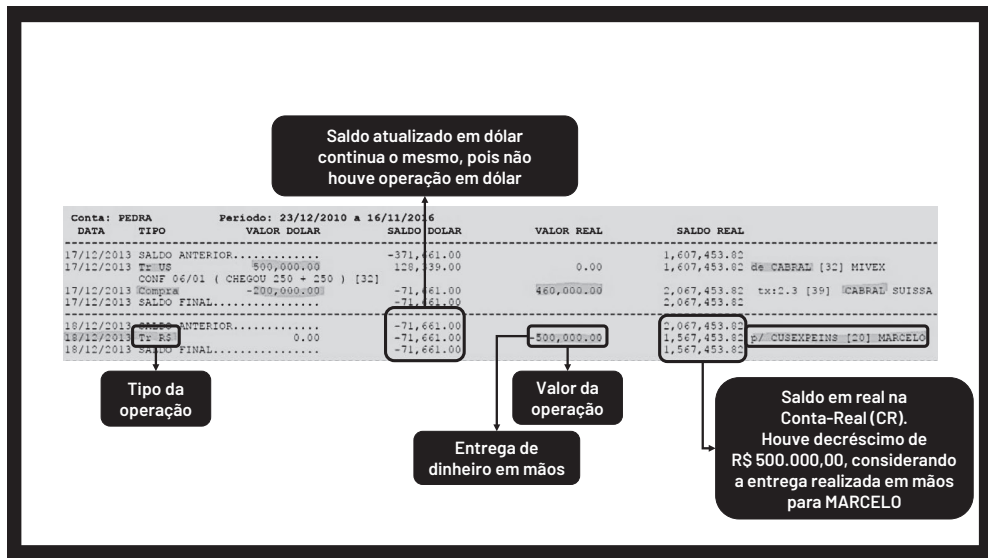 Saldo atualizado em dólar
continua o mesmo, pois não
houve operação em dólar
Conta: PEDRA Periodo: 23/12/2010 a 16/11/2016
DATA TIPO VALOR DOLAR SALDO DOLAR VALOR REAL SALDO REAL
17/12/2013 SALDO ANTERIOR............. -371,661.00 1,607,453.82
17/12/2013 Tr US 500,000.00 128,339.00 0.00 1,607,453.82 de CABRAL [32] MIVEX
CONF 06/01 ( CHEGOU 250 + 250 ) [32]
17/12/2013 Compra -200,000.00 -71,661.00 460,000.00 2,067,453.82 tx:2.3 [39] CABRAL SUISSA
17/12/2013 SALDO FINAL................ -71,661.00 2,067,453.82
18/12/2013 SALDO ANTERIOR............. -71,661.00 2,067,453.82
18/12/2013 Tr R$ 0.00 -71,661.00 -500,000.00 1,567,453.82 p/ CUSEXPEINS [20] MARCELO
18/12/2013 SALDO FINAL................ -71,661.00 1,567,453.82
Tipo da
operação
Valor da
operação
Entrega de
dinheiro em mãos
Saldo em real na
Conta-Real (CR).
Houve decréscimo de
R$ 500.000,00, considerando
a entrega realizada em mãos
para MARCELO